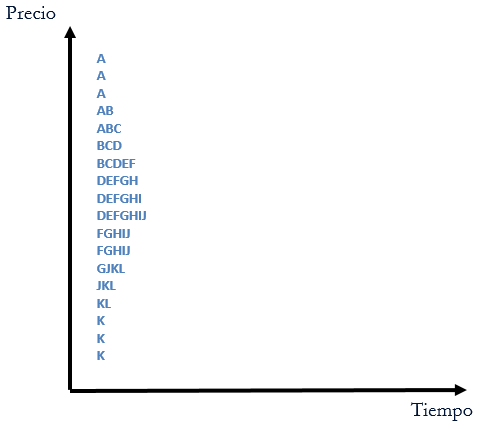 Precio
A
A
A
AB
ABC
BCD
BCDEF
DEFGH
DEFGHI
DEFGHIJ
FGHIJ
FGHIJ
GJKL
JKL
KL
K
K
K
Tiempo